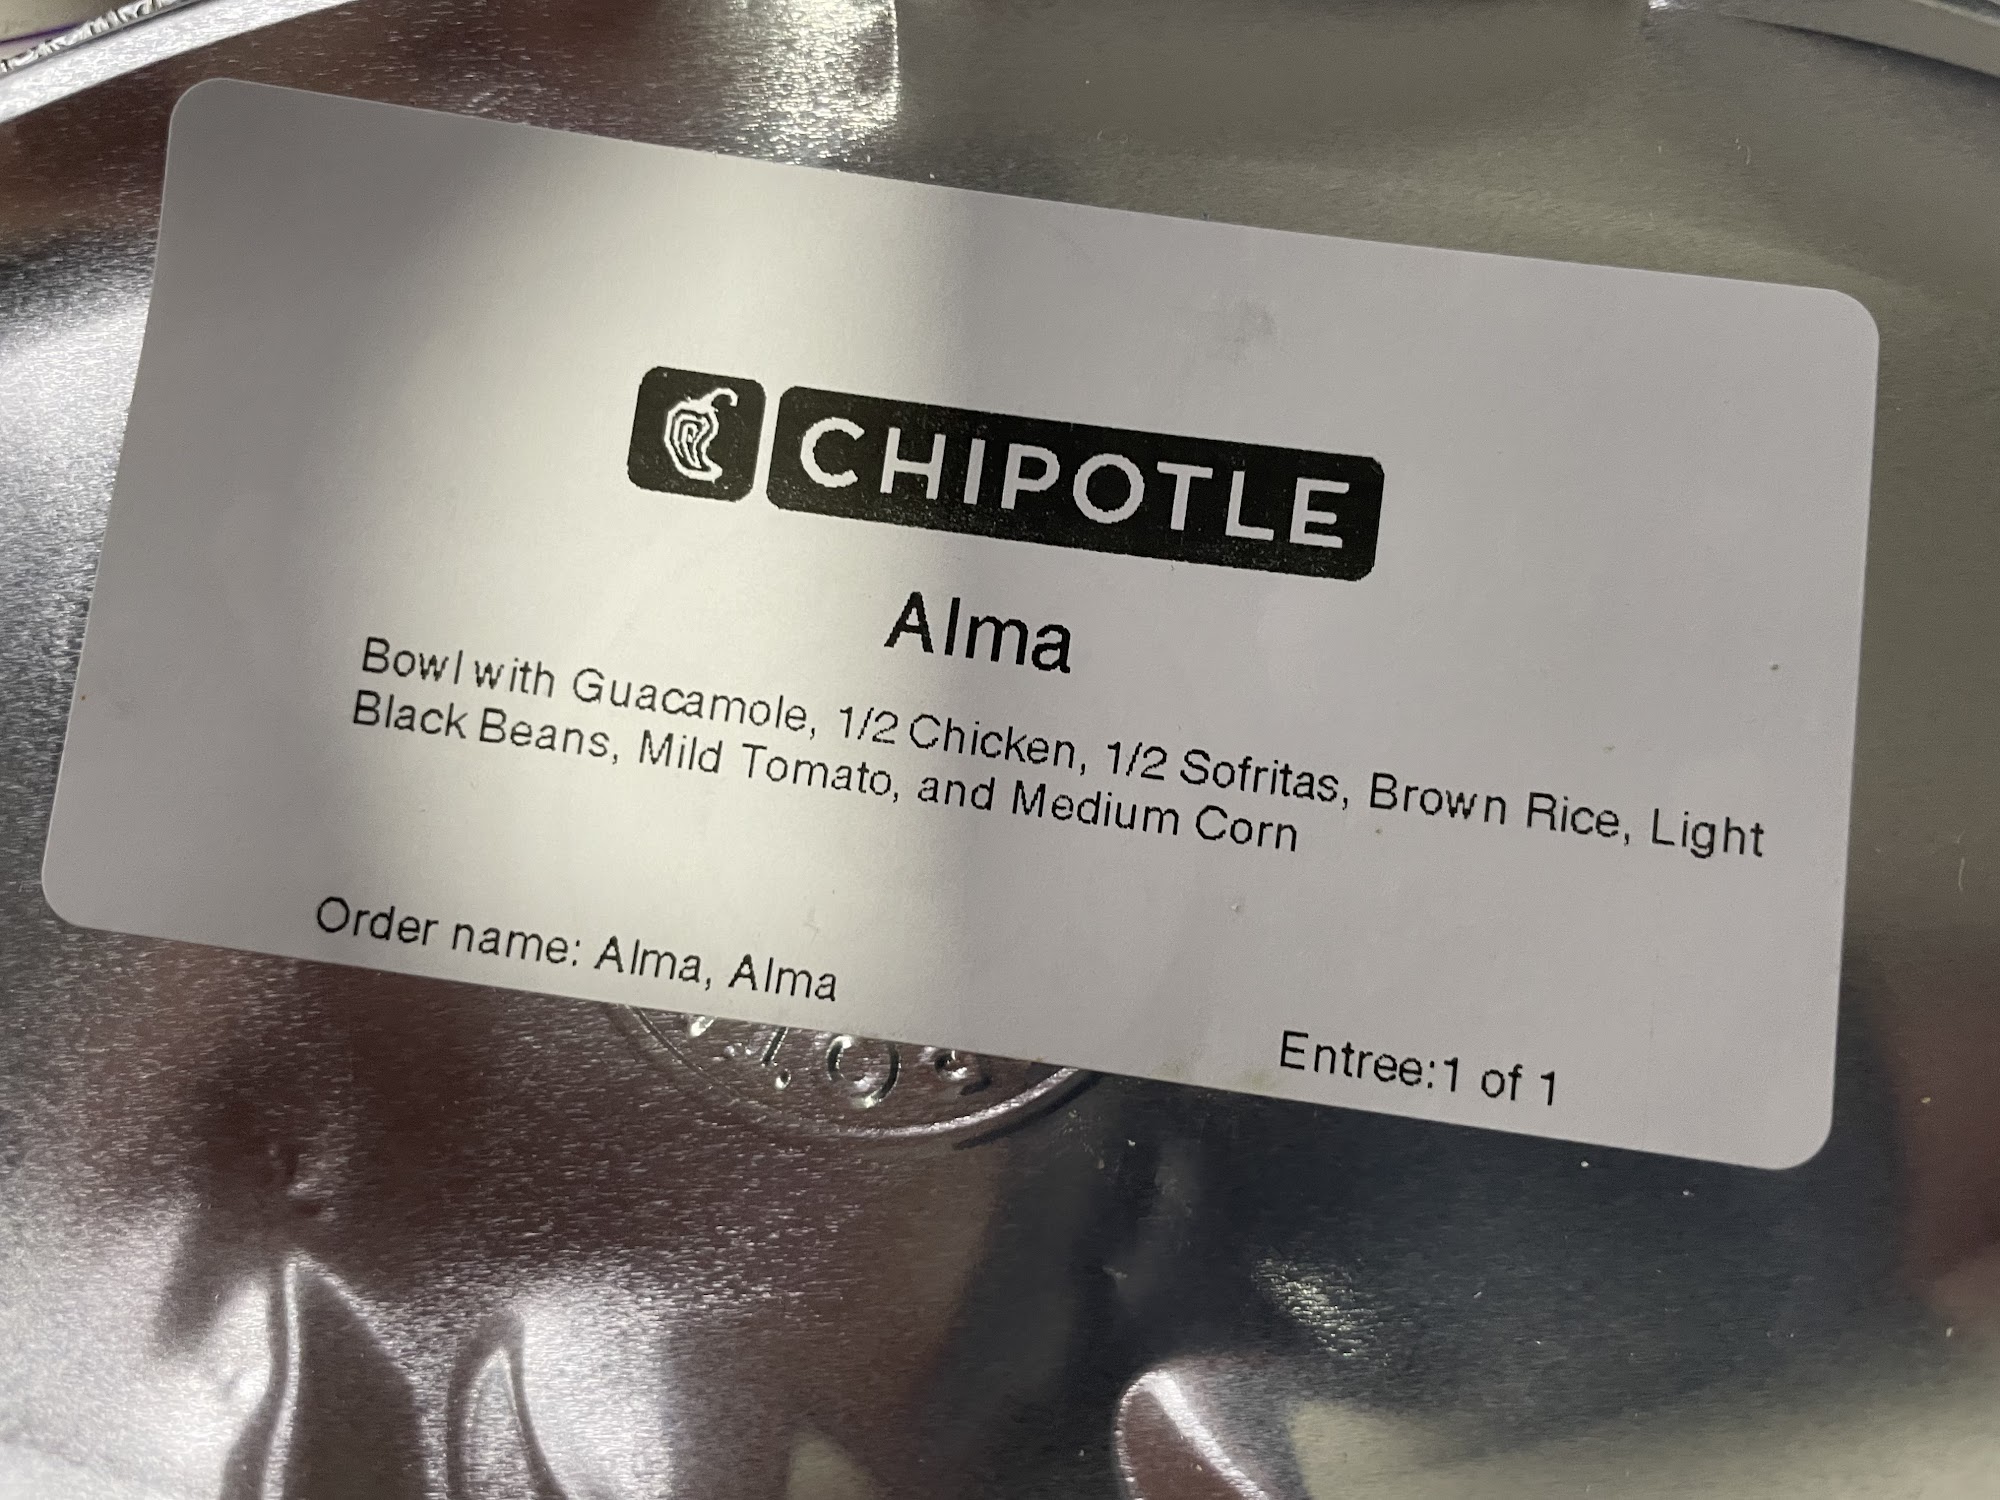 CHIPOTLE
Alma
Bowl with Guacamole, 1/2 Chicken, 1/2 Sofritas, Brown Rice, Light
Black Beans, Mild Tomato, and Medium Corn
Order name: Alma, Alma
Entree:1 of 1